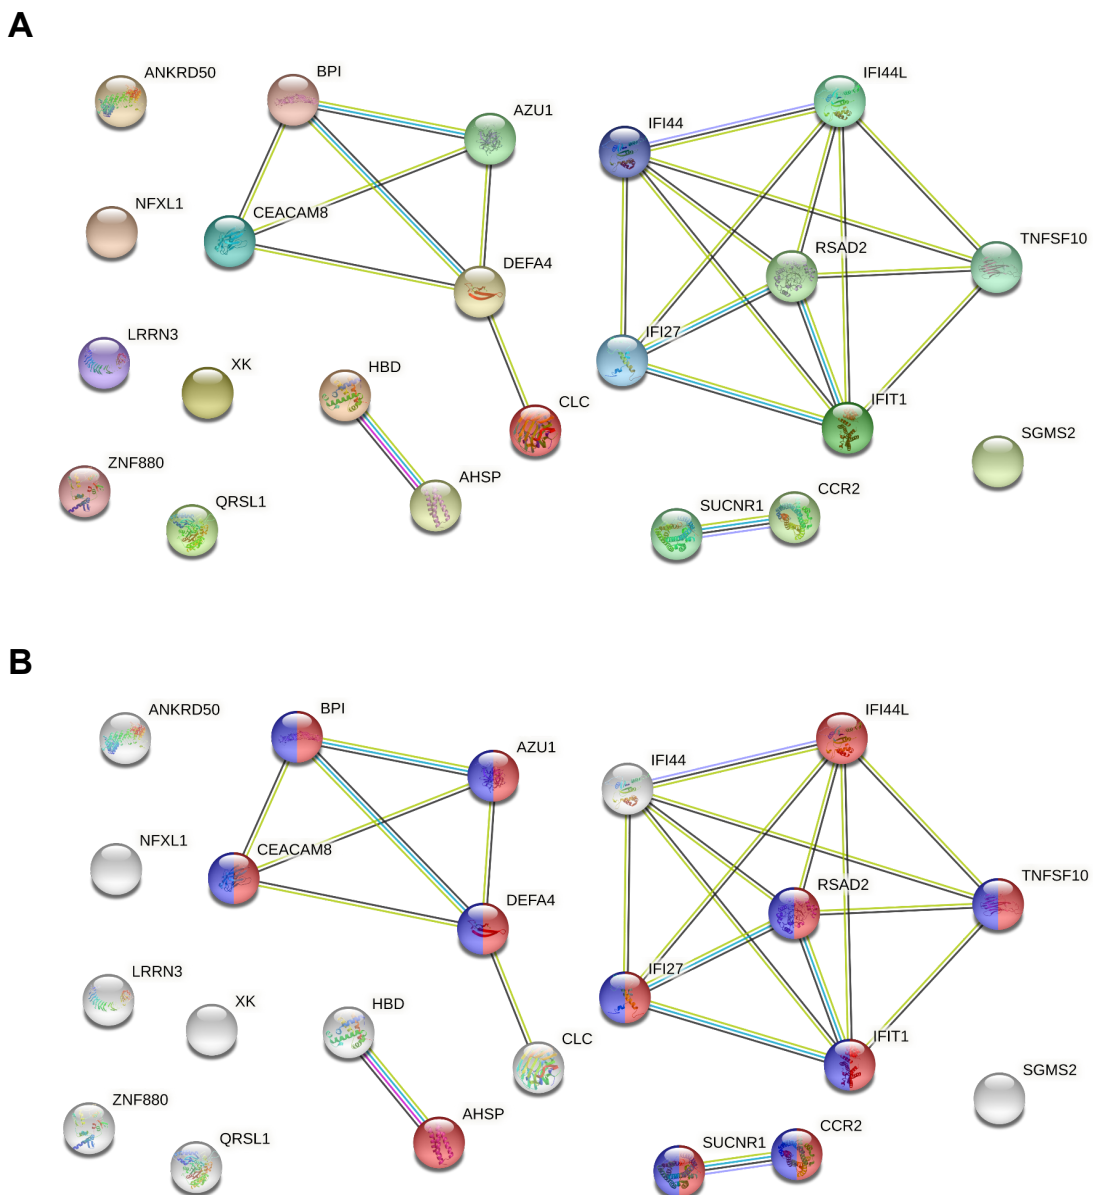 A
ANKRD50
BPI
IFI44L
AZU1
IFI44
NFXL1
CEACAM8
TNFSF10
RSAD2
DEFA4
LRRN3
IFI27
XK
HBD
CLC
IFIT1
SGMS2
ZNF880
AHSP
CCR2
QRSL1
SUCNR1
B
ANKRD50
BPI
IFI44L
AZU1
IFI44
NFXL1
CEACAM8
TNFSF10
RSAD2
DEFA4
LRRN3
IFI27
XK
HBD
CLC
IFIT1
SGMS2
ZNF880
AHSP
CCR2
QRSL1
SUCNR1